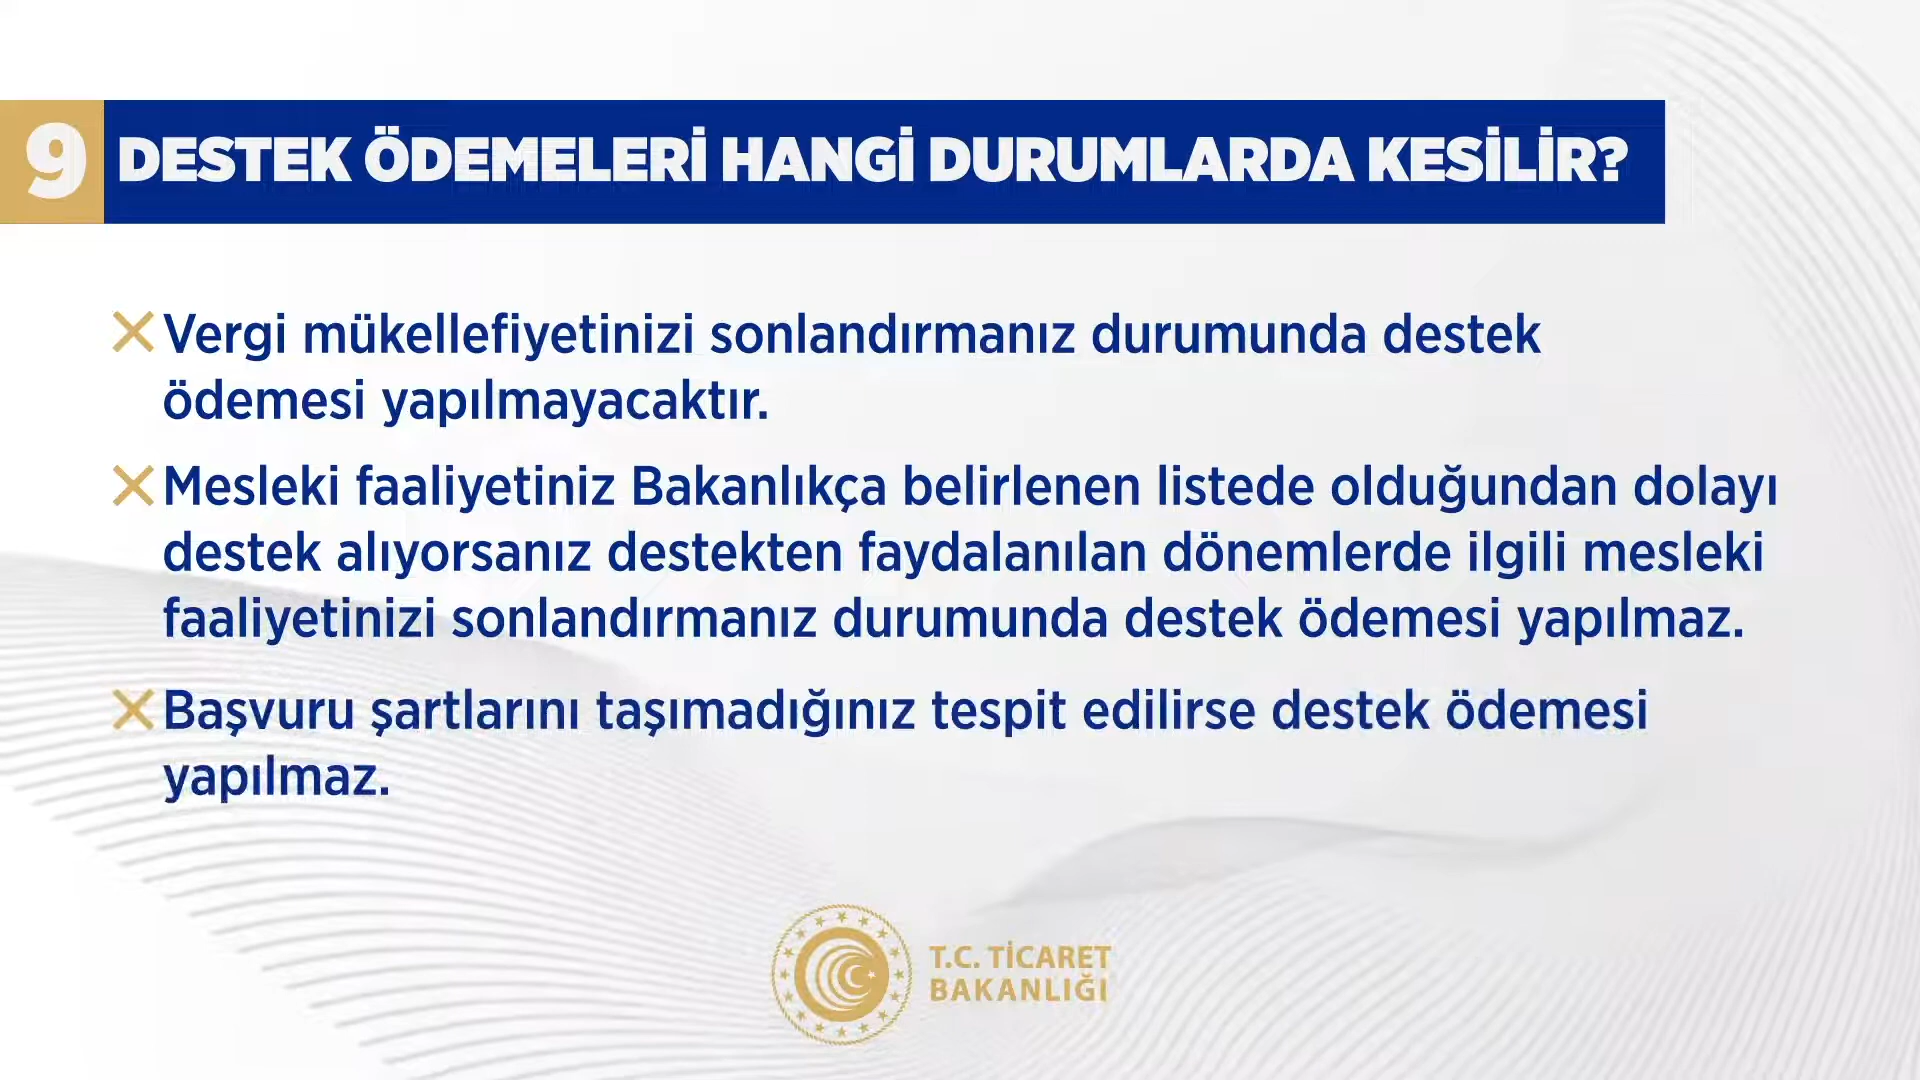 9 DESTEK ÖDEMELERİ HANGİ DURUMLARDA KESİLİR?
Vergi mükellefiyetinizi sonlandırmanız durumunda destek
ödemesi yapılmayacaktır.
Mesleki faaliyetiniz Bakanlıkça belirlenen listede olduğundan dolayı
destek alıyorsanız destekten faydalanılan dönemlerde ilgili mesleki
faaliyetinizi sonlandırmanız durumunda destek ödemesi yapılmaz.
Başvuru şartlarını taşımadığınız tespit edilirse destek ödemesi
yapılmaz.
T.C. TİCARET
BAKANLIĞI